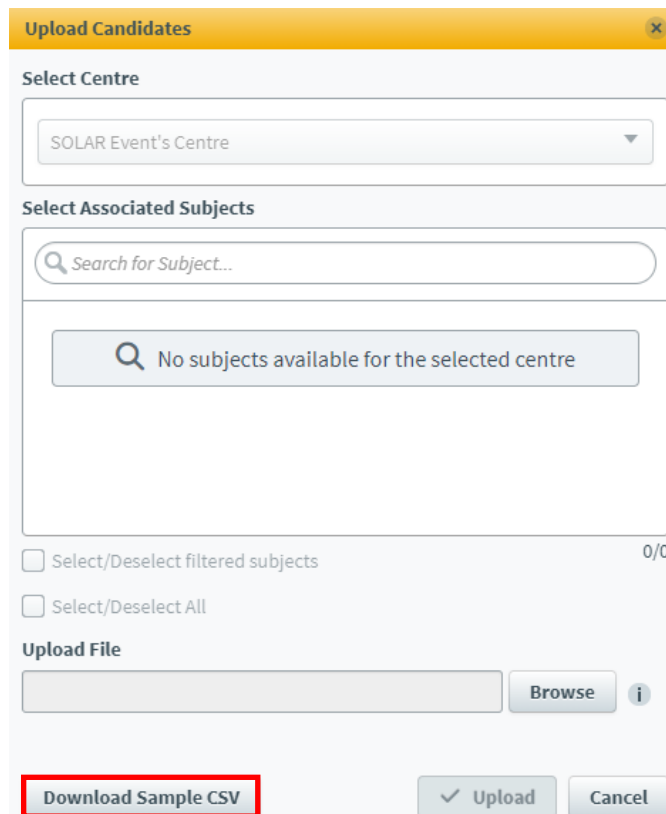 Upload Candidates
Select Centre
SOLAR Event's Centre
Select Associated Subjects
Search for Subject...
No subjects available for the selected centre
0/0
Select/Deselect filtered subjects
Select/Deselect All
Upload File
Browse
Download Sample CSV
Upload
Cancel